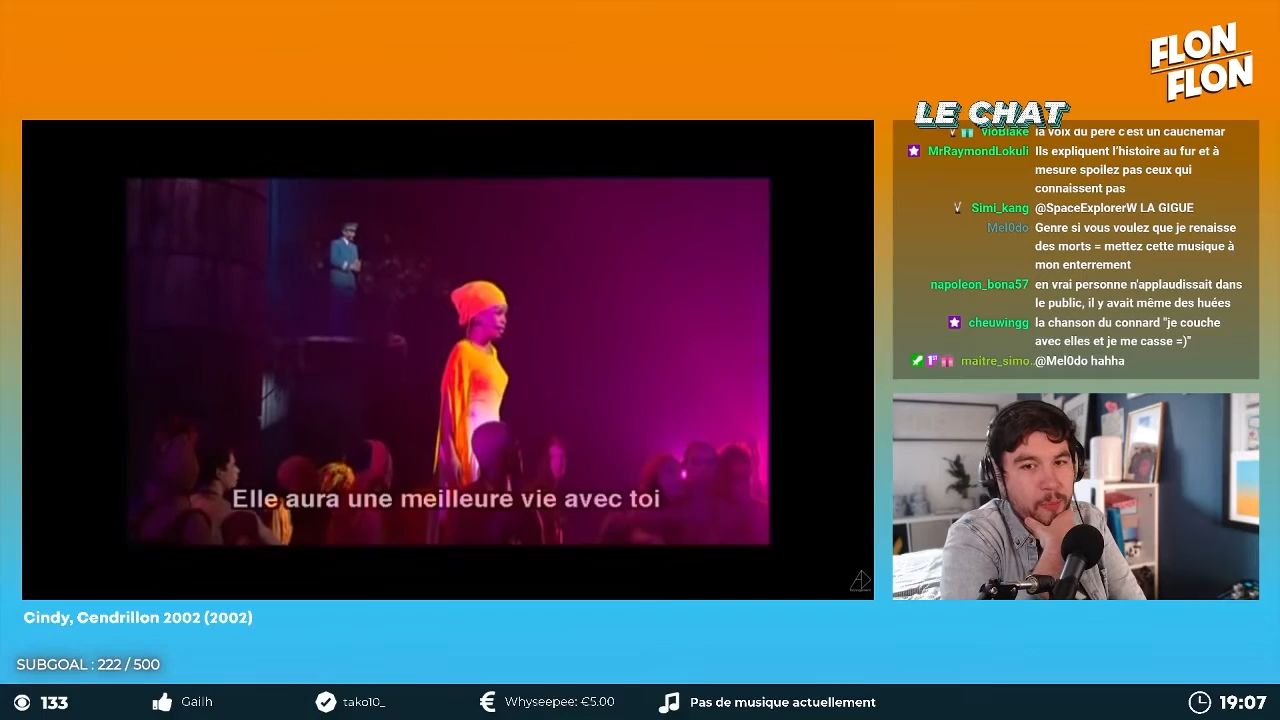 FLON
FLON
LE CHAT
VioBlake la voix du père c'est un cauchemar
MrRaymondLokuli Ils expliquent l'histoire au fur et à
mesure spoilez pas ceux qui
connaissent pas
Simi_kang @SpaceExplorerW LA GIGUE
Mel0do Genre si vous voulez que je renaisse
des morts = mettez cette musique à
mon enterrement
napoleon_bona57 en vrai personne n'applaudissait dans
le public, il y avait même des huées
cheuwingg la chanson du connard "je couche
avec elles et je me casse =)"
maitre_simo.. @Mel0do hahha
Elle aura une meilleure vie avec toi
Cindy, Cendrillon 2002 (2002)
SUBGOAL : 222 / 500
133
Gailh
tako10_
€ Whyseepee: €5.00
Pas de musique actuellement
19:07